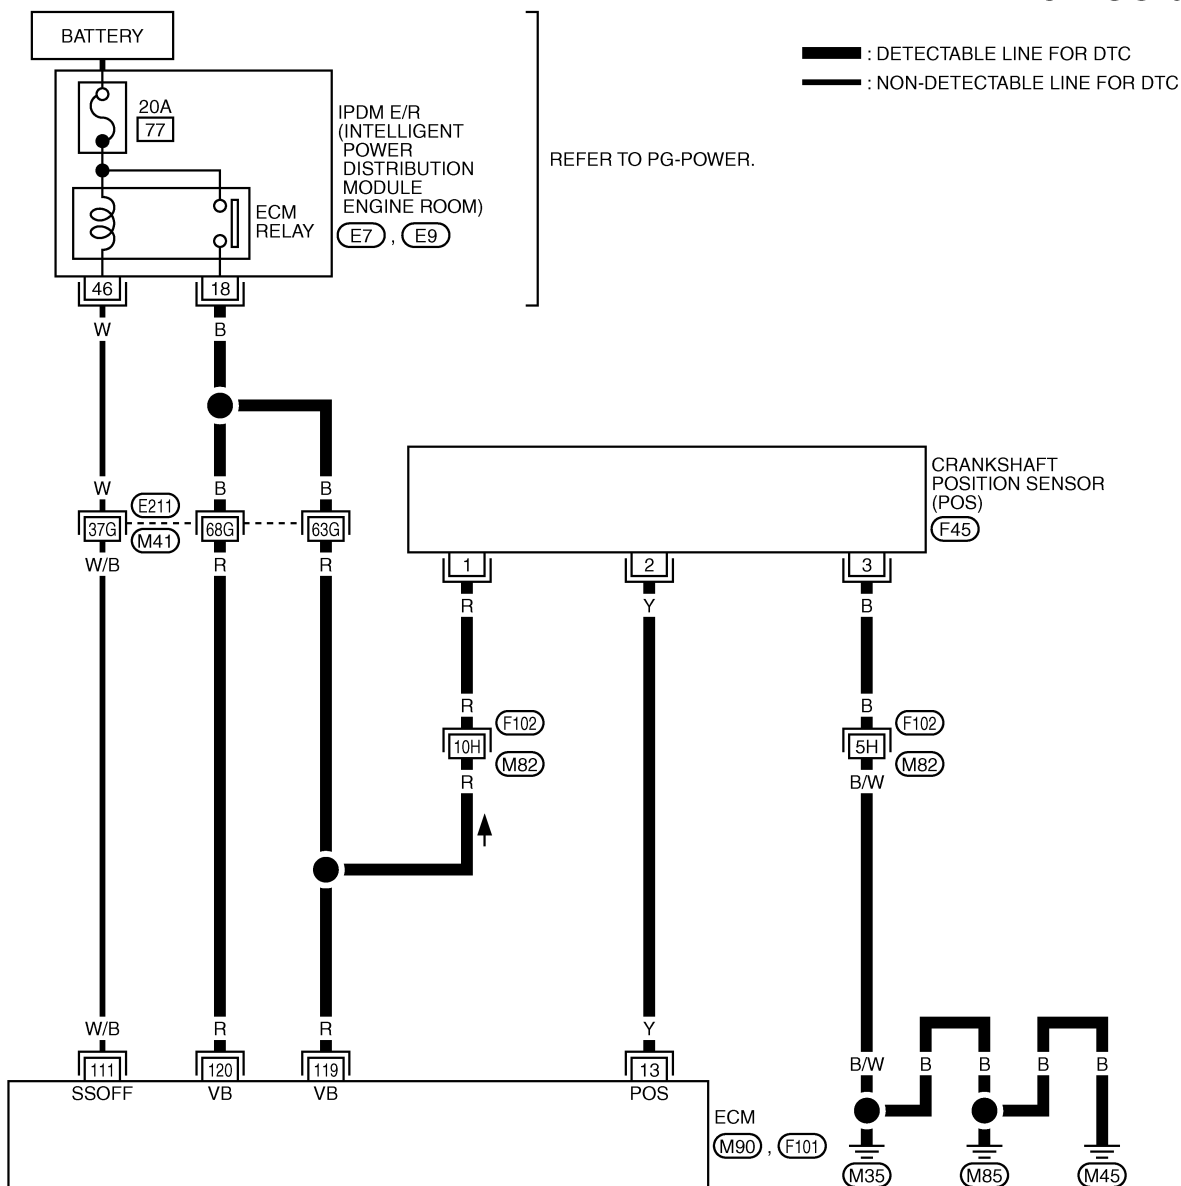 BATTERY
: DETECTABLE LINE FOR DTC
: NON-DETECTABLE LINE FOR DTC
20A
77
IPDM E/R
(INTELLIGENT
POWER
DISTRIBUTION
MODULE
ENGINE ROOM)
E7 , E9
REFER TO PG-POWER.
ECM
RELAY
46 18
W B
W B B
E211
37G 68G 63G
M41
W/B R R
CRANKSHAFT
POSITION SENSOR
(POS)
F45
1 2 3
R Y B
R B
F102 F102
10H 5H
M82 M82
R B/W
W/B R R Y
B/W B B B B
111 120 119 13
SSOFF VB VB POS
ECM
M90 , F101
M35 M85 M45